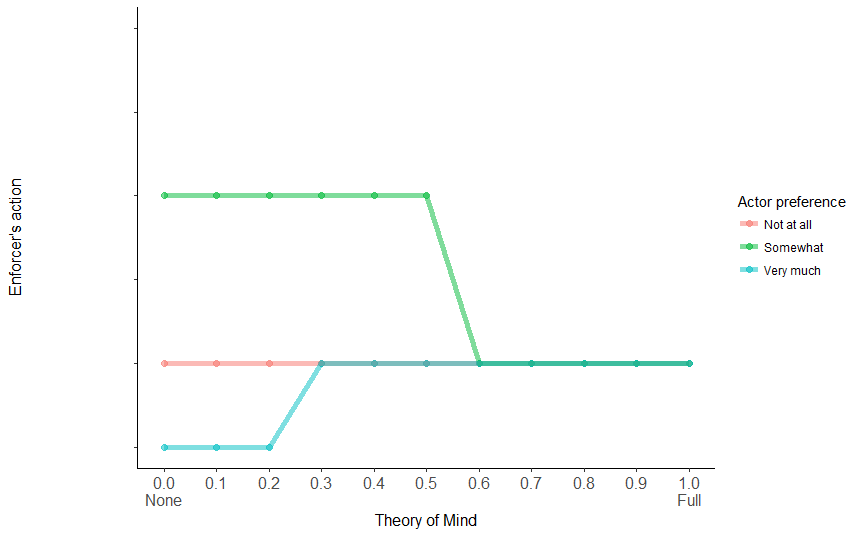 Enforcer's action
Actor preference
Not at all
Somewhat
Very much
0.0 0.1 0.2 0.3 0.4 0.5 0.6 0.7 0.8 0.9 1.0
None Full
Theory of Mind